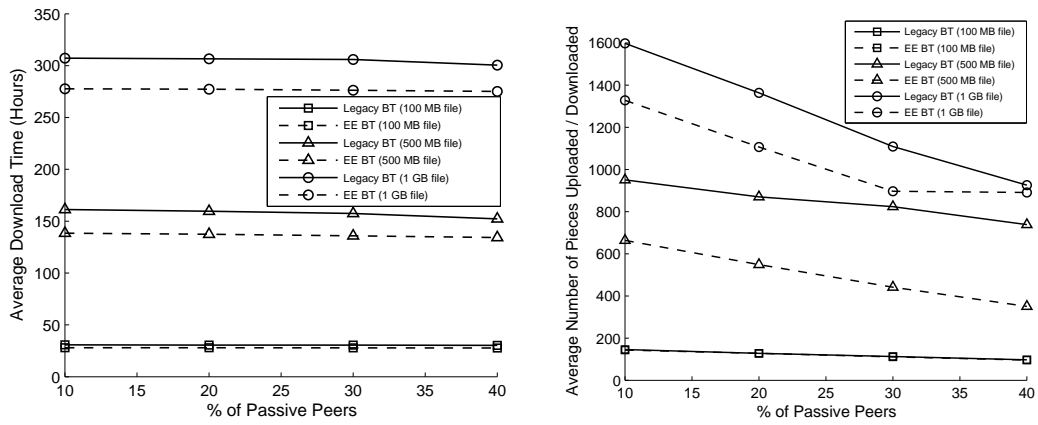 350
300
250
200
150
100
50
0
10
15
20
25
30
35
40
% of Passive Peers
Average Download Time (Hours)
Legacy BT (100 MB file)
EE BT (100 MB file)
Legacy BT (500 MB file)
EE BT (500 MB file)
Legacy BT (1 GB file)
EE BT (1 GB file)
1600
1400
1200
1000
800
600
400
200
0
10
15
20
25
30
35
40
% of Passive Peers
Average Number of Pieces Uploaded / Downloaded
Legacy BT (100 MB file)
EE BT (100 MB file)
Legacy BT (500 MB file)
EE BT (500 MB file)
Legacy BT (1 GB file)
EE BT (1 GB file)